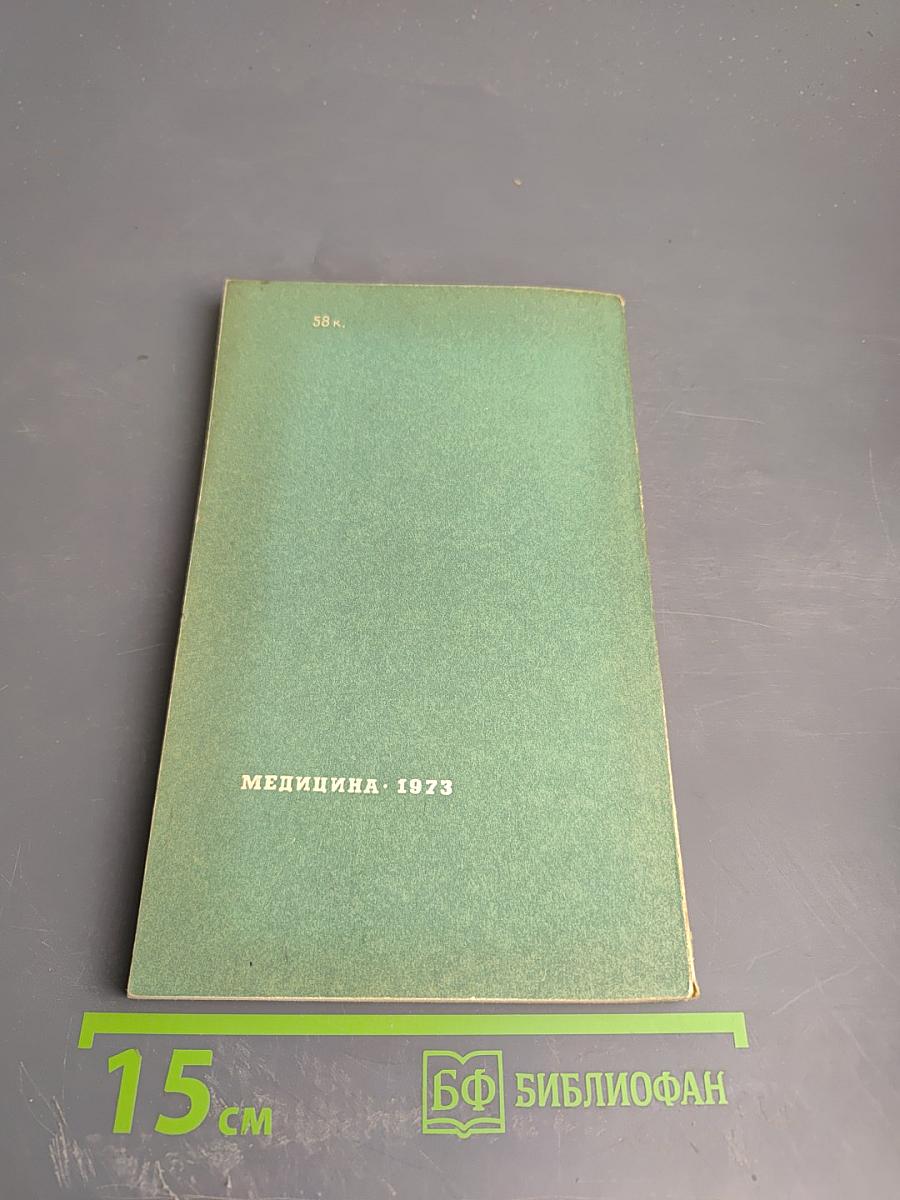 58 к.
МЕДИЦИНА · 1973
15 см
БФ БИБЛИОФАН